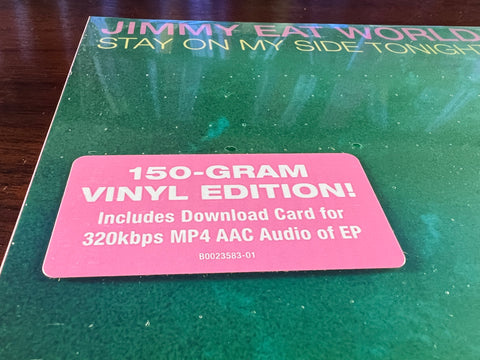 JIMMY EAT WORLD
STAY ON MY SIDE TONIGHT
150-GRAM
VINYL EDITION!
Includes Download Card for
320kbps MP4 AAC Audio of EP
B0023583-01